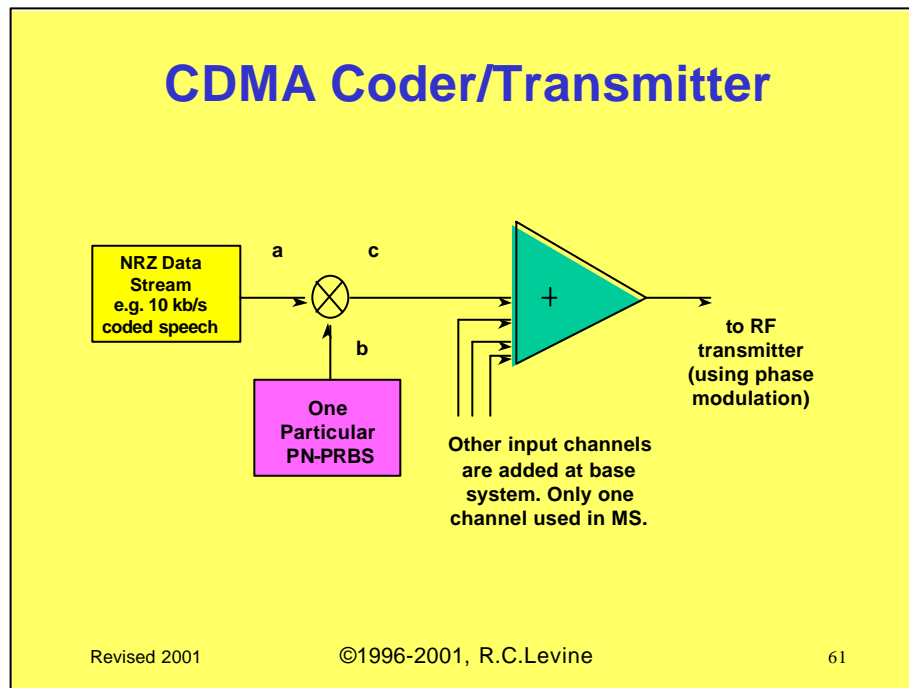 CDMA Coder/Transmitter
NRZ Data
Stream
e.g. 10 kb/s
coded speech
a
c
b
+
One
Particular
PN-PRBS
to RF
transmitter
(using phase
modulation)
Other input channels
are added at base
system. Only one
channel used in MS.
Revised 2001
©1996-2001, R.C.Levine
61